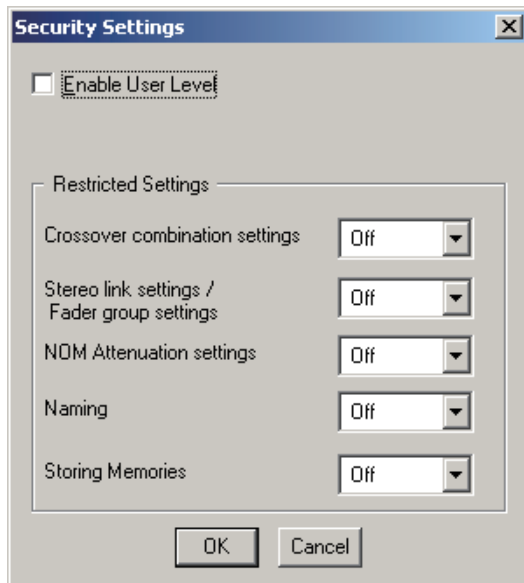 Security Settings
Enable User Level
Restricted Settings
Crossover combination settings
Off
Stereo link settings /
Fader group settings
Off
NOM Attenuation settings
Off
Naming
Off
Storing Memories
Off
OK
Cancel